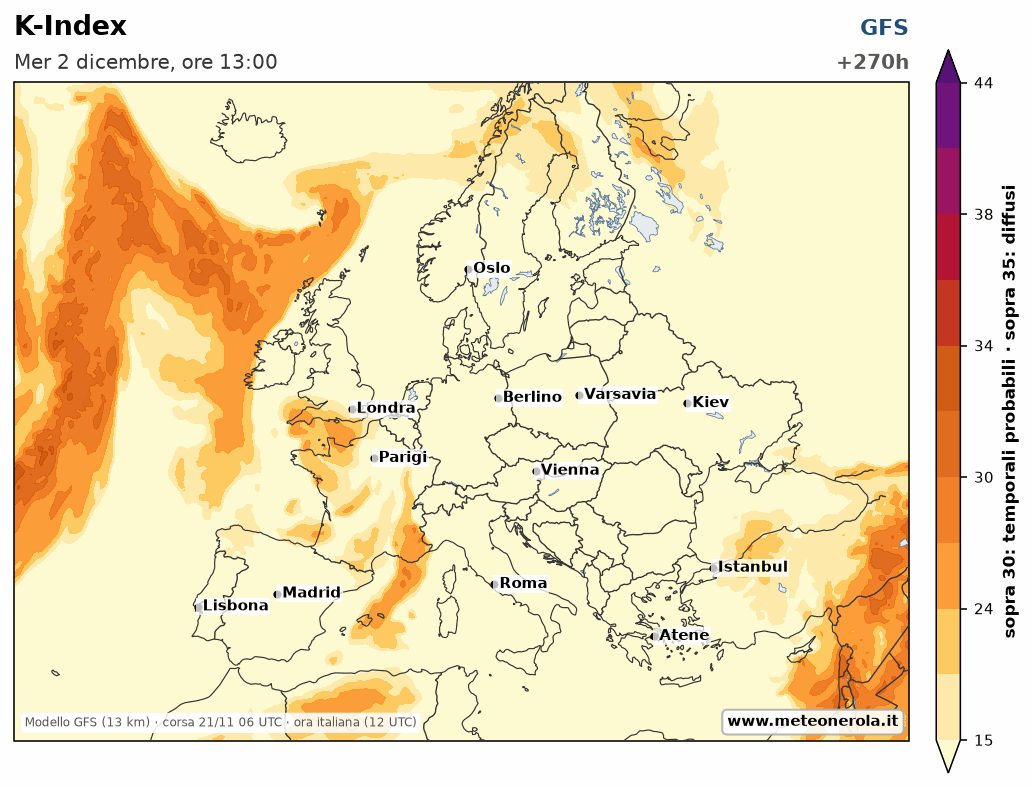 K-Index
GFS
Mer 2 dicembre, ore 13:00
+270h
Oslo
Berlino
Varsavia
Londra
Kiev
Parigi
Vienna
Istanbul
Roma
Madrid
Lisbona
Atene
Modello GFS (13 km) · corsa 21/11 06 UTC · ora italiana (12 UTC)
www.meteonerola.it
44
38
34
30
24
15
sopra 30: temporali probabili · sopra 35: diffusi